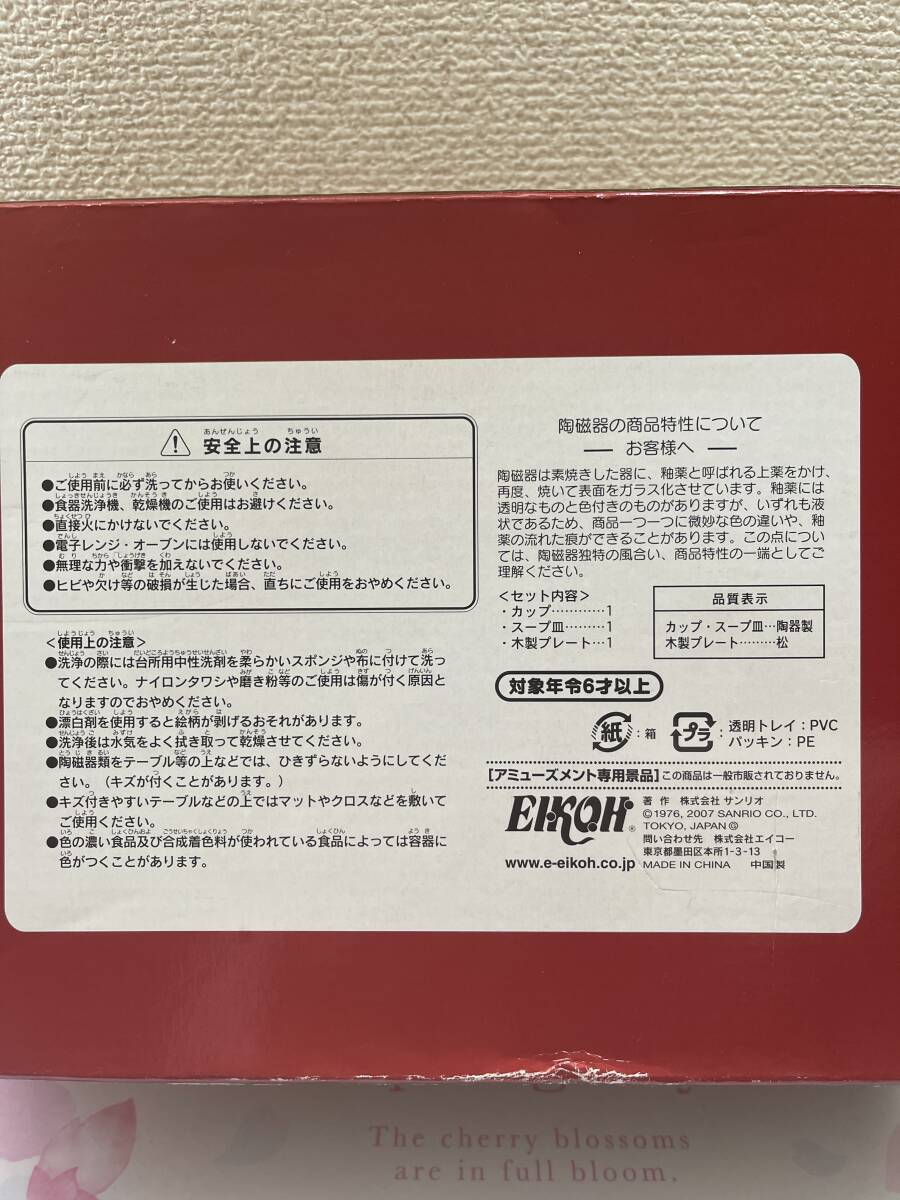 安全上の注意
●ご使用前に必ず洗ってからお使いください。
●食器洗浄機、乾燥機のご使用はお避けください。
●直接火にかけないでください。
●電子レンジ・オーブンには使用しないでください。
●無理な力や衝撃を加えないでください。
●ヒビや欠け等の破損が生じた場合、直ちにご使用をおやめください。
<使用上の注意>
●洗浄の際には台所用中性洗剤を柔らかいスポンジや布に付けて洗っ
てください。ナイロンタワシや磨き粉等のご使用は傷が付く原因と
なりますのでおやめください。
●漂白剤を使用すると絵柄が剥げるおそれがあります。
●洗浄後は水気をよく拭き取って乾燥させてください。
●陶磁器類をテーブル等の上などでは、ひきずらないようにしてくだ
さい。(キズが付くことがあります。)
●キズ付きやすいテーブルなどの上ではマットやクロスなどを敷いて
ご使用ください。
●色の濃い食品及び合成着色料が使われている食品によっては容器に
色がつくことがあります。
陶磁器の商品特性について
— お客様へ —
陶磁器は素焼きした器に、釉薬と呼ばれる上薬をかけ、
再度、焼いて表面をガラス化させています。釉薬には
透明なものと色付きのものがありますが、いずれも液
状であるため、商品一つ一つに微妙な色の違いや、釉
薬の流れた痕ができることがあります。この点につい
ては、陶磁器独特の風合い、商品特性の一端としてご
理解ください。
<セット内容>
・カップ…………1
・スープ皿………1
・木製プレート…1
品質表示
カップ・スープ皿…陶器製
木製プレート………松
対象年令6才以上
紙:箱
プラ:透明トレイ:PVC
パッキン:PE
[アミューズメント専用景品]この商品は一般市販されておりません。
EIKOH®
www.e-eikoh.co.jp
著作 株式会社 サンリオ
©1976, 2007 SANRIO CO., LTD.
TOKYO, JAPAN Ⓖ
問い合わせ先 株式会社エイコー
東京都墨田区本所1-3-13
MADE IN CHINA 中国製
The cherry blossoms
are in full bloom.